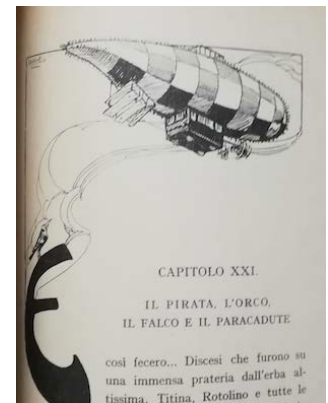 CAPITOLO XXI.
IL PIRATA, L'ORCO,
IL FALCO E IL PARACADUTE
E
così fecero... Discesi che furono su
una immensa prateria dall'erba al-
tissima, Titina, Rotolino e tutte le